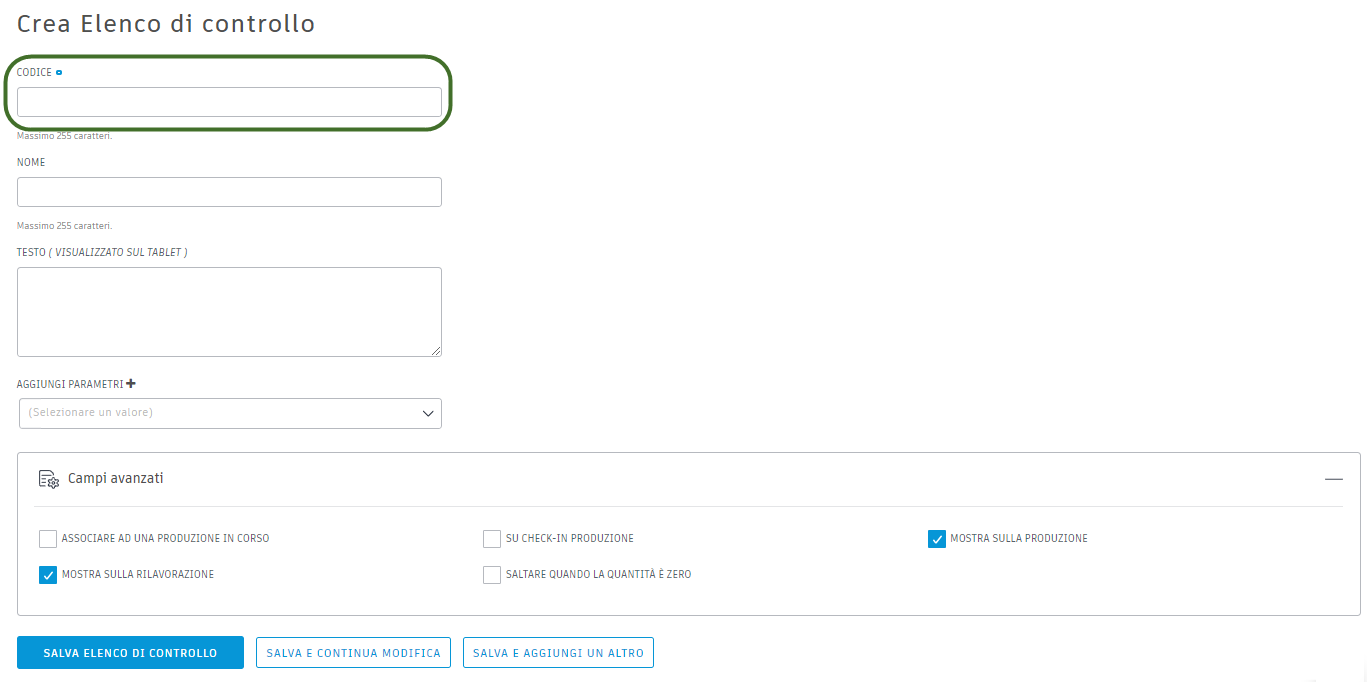 Crea Elenco di controllo
CODICE
Massimo 255 caratteri.
NOME
Massimo 255 caratteri.
TESTO ( VISUALIZZATO SUL TABLET )
AGGIUNGI PARAMETRI
(Selezionare un valore)
Campi avanzati
ASSOCIARE AD UNA PRODUZIONE IN CORSO
SU CHECK-IN PRODUZIONE
MOSTRA SULLA PRODUZIONE
MOSTRA SULLA RILAVORAZIONE
SALTARE QUANDO LA QUANTITÀ È ZERO
SALVA ELENCO DI CONTROLLO
SALVA E CONTINUA MODIFICA
SALVA E AGGIUNGI UN ALTRO